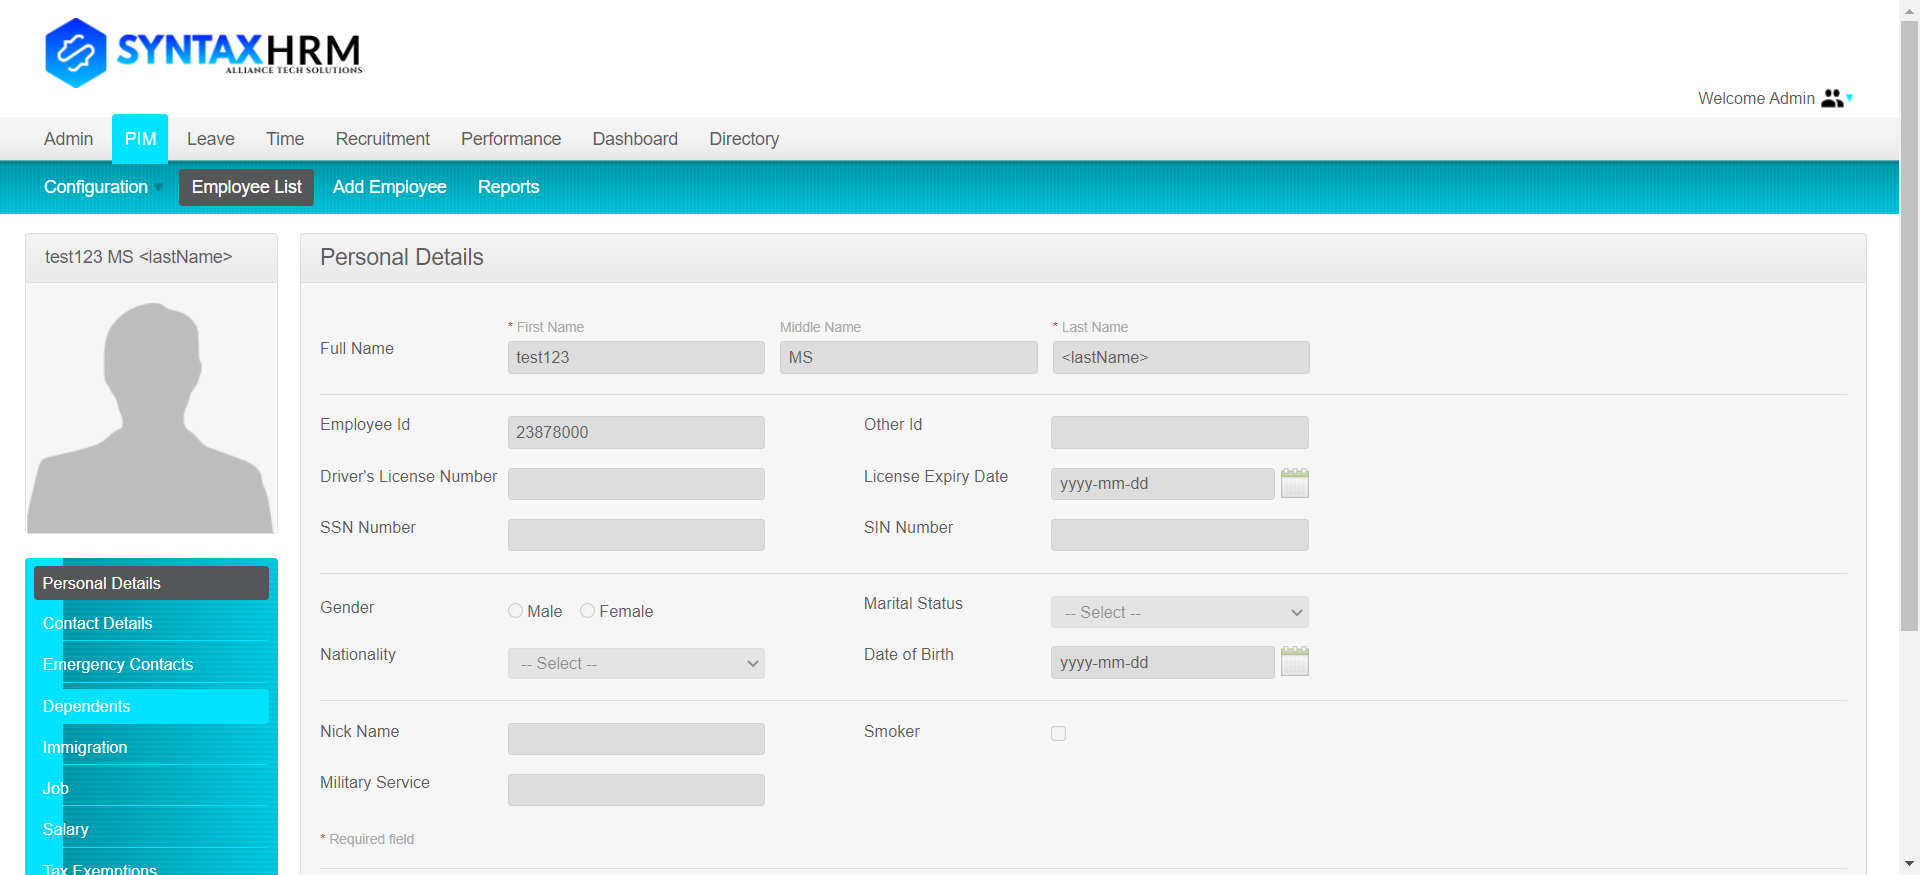 SYNTAXHRM
ALLIANCE TECH SOLUTIONS
Welcome Admin
Admin PIM Leave Time Recruitment Performance Dashboard Directory
Configuration Employee List Add Employee Reports
test123 MS <lastName>
Personal Details
* First Name Middle Name * Last Name
Full Name
test123 MS <lastName>
Employee Id 23878000 Other Id
Driver's License Number License Expiry Date yyyy-mm-dd
SSN Number SIN Number
Gender Male Female Marital Status -- Select --
Nationality -- Select -- Date of Birth yyyy-mm-dd
Nick Name Smoker
Military Service
* Required field
Personal Details
Contact Details
Emergency Contacts
Dependents
Immigration
Job
Salary
Tax Exemptions